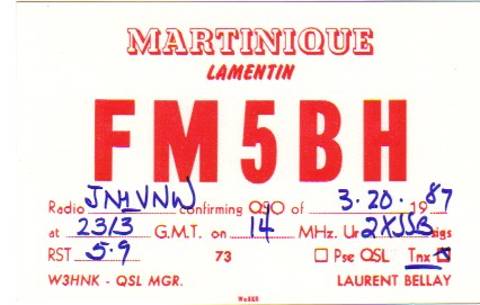 MARTINIQUE
LAMENTIN
FM5BH
Radio JN1VNW confirming QSO of 3.20. 1987
at 2313 G.M.T. on 14 MHz. Ur 2XSSB sigs
RST 5.9 73 □ Pse QSL Tnx ☒
W3HNK - QSL MGR. LAURENT BELLAY